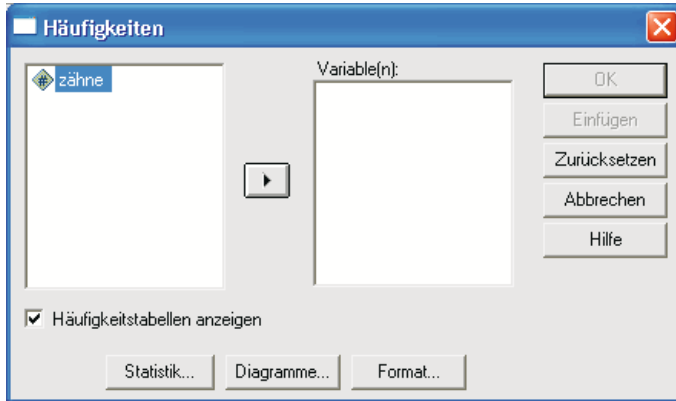 Häufigkeiten
zähne
Variable(n):
OK
Einfügen
Zurücksetzen
Abbrechen
Hilfe
Häufigkeitstabellen anzeigen
Statistik...
Diagramme...
Format...